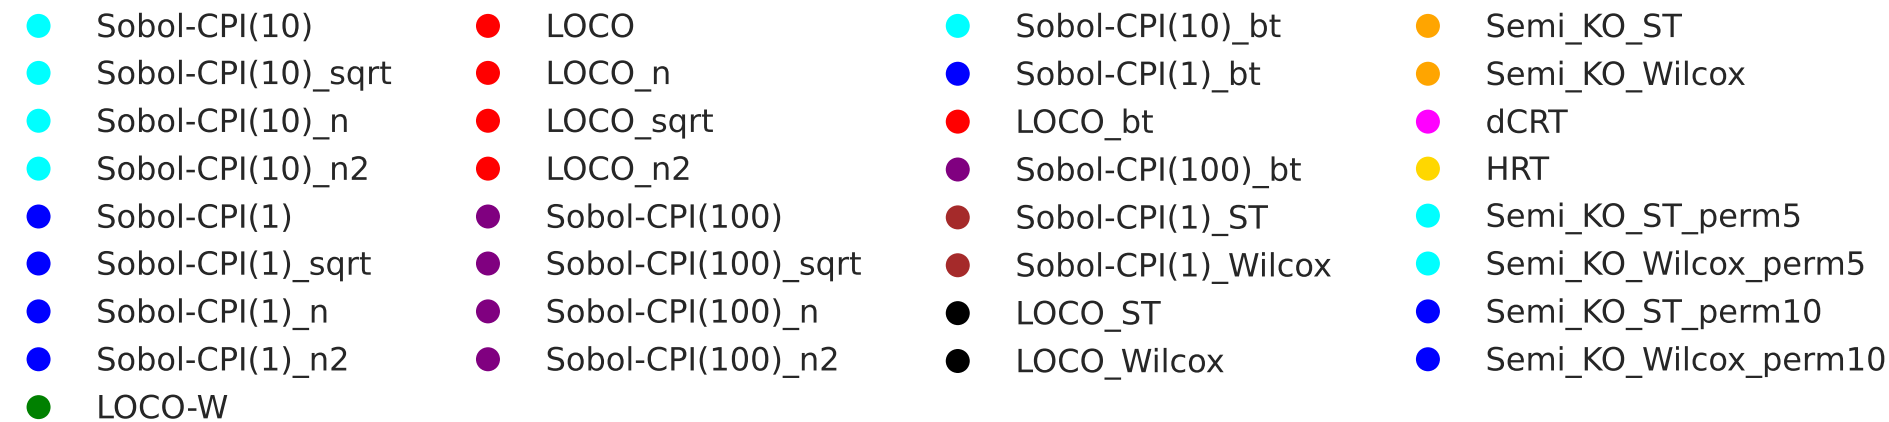 Sobol-CPI(10)
Sobol-CPI(10)_sqrt
Sobol-CPI(10)_n
Sobol-CPI(10)_n2
Sobol-CPI(1)
Sobol-CPI(1)_sqrt
Sobol-CPI(1)_n
Sobol-CPI(1)_n2
LOCO-W
LOCO
LOCO_n
LOCO_sqrt
LOCO_n2
Sobol-CPI(100)
Sobol-CPI(100)_sqrt
Sobol-CPI(100)_n
Sobol-CPI(100)_n2
Sobol-CPI(10)_bt
Sobol-CPI(1)_bt
LOCO_bt
Sobol-CPI(100)_bt
Sobol-CPI(1)_ST
Sobol-CPI(1)_Wilcox
LOCO_ST
LOCO_Wilcox
Semi_KO_ST
Semi_KO_Wilcox
dCRT
HRT
Semi_KO_ST_perm5
Semi_KO_Wilcox_perm5
Semi_KO_ST_perm10
Semi_KO_Wilcox_perm10